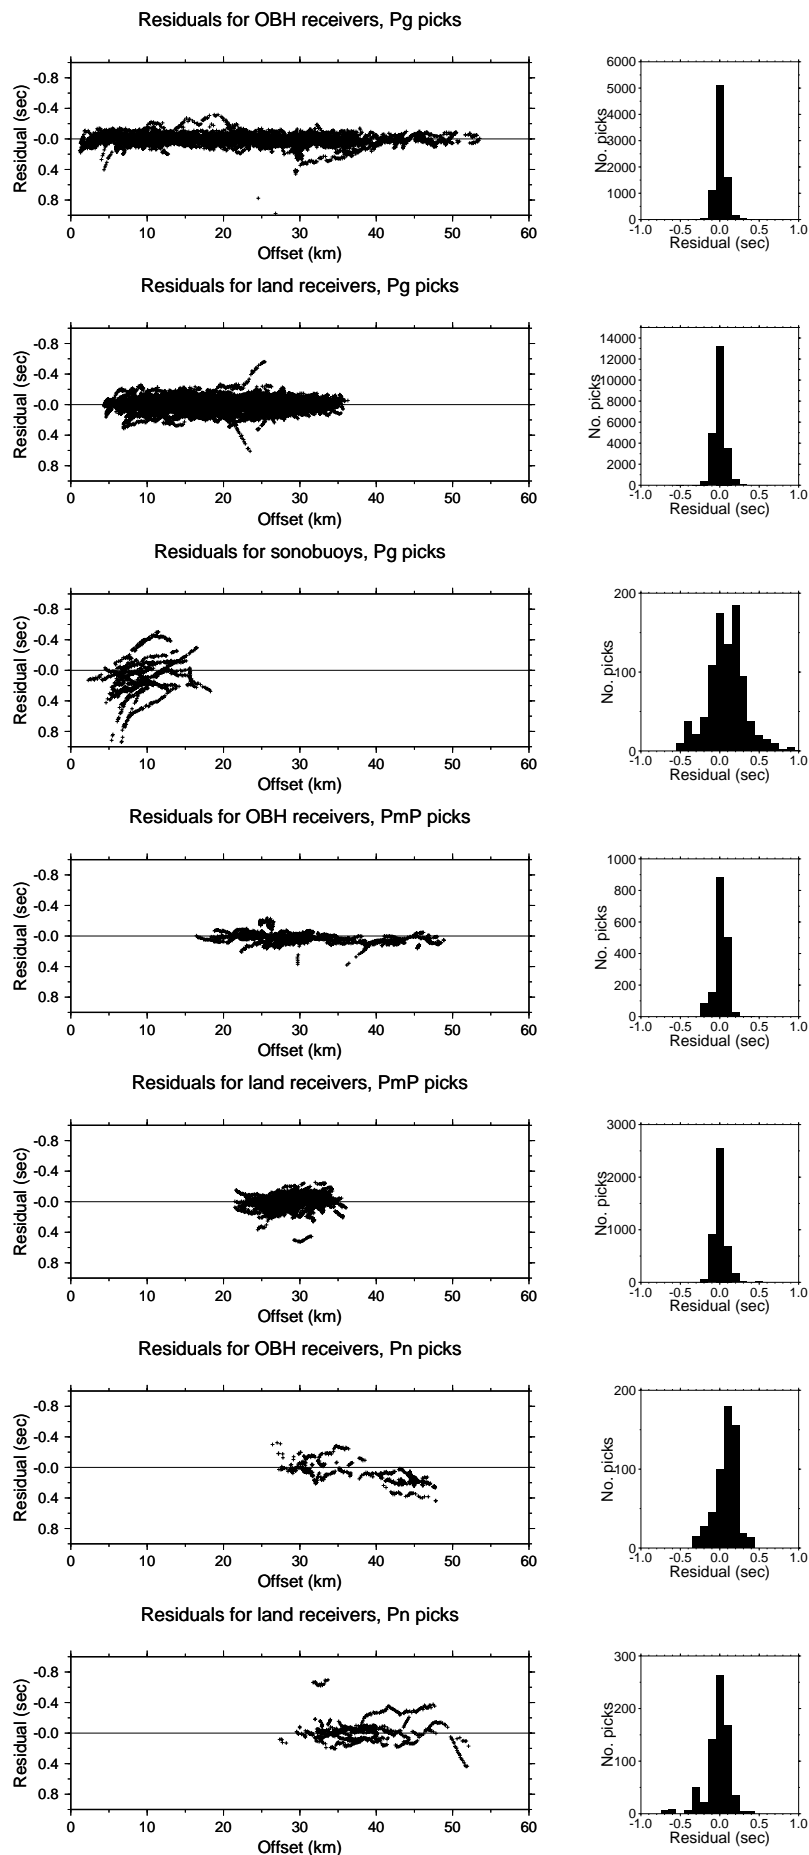 Residuals for OBH receivers, Pg picks
-0.8
-0.4
-0.0
0.4
0.8
Residual (sec)
0 10 20 30 40 50 60
Offset (km)
6000
5000
4000
3000
2000
1000
0
No. picks
-1.0 -0.5 0.0 0.5 1.0
Residual (sec)
Residuals for land receivers, Pg picks
-0.8
-0.4
-0.0
0.4
0.8
Residual (sec)
0 10 20 30 40 50 60
Offset (km)
14000
12000
10000
8000
6000
4000
2000
0
No. picks
-1.0 -0.5 0.0 0.5 1.0
Residual (sec)
Residuals for sonobuoys, Pg picks
-0.8
-0.4
-0.0
0.4
0.8
Residual (sec)
0 10 20 30 40 50 60
Offset (km)
200
100
0
No. picks
-1.0 -0.5 0.0 0.5 1.0
Residual (sec)
Residuals for OBH receivers, PmP picks
-0.8
-0.4
-0.0
0.4
0.8
Residual (sec)
0 10 20 30 40 50 60
Offset (km)
1000
800
600
400
200
0
No. picks
-1.0 -0.5 0.0 0.5 1.0
Residual (sec)
Residuals for land receivers, PmP picks
-0.8
-0.4
-0.0
0.4
0.8
Residual (sec)
0 10 20 30 40 50 60
Offset (km)
3000
2000
1000
0
No. picks
-1.0 -0.5 0.0 0.5 1.0
Residual (sec)
Residuals for OBH receivers, Pn picks
-0.8
-0.4
-0.0
0.4
0.8
Residual (sec)
0 10 20 30 40 50 60
Offset (km)
200
100
0
No. picks
-1.0 -0.5 0.0 0.5 1.0
Residual (sec)
Residuals for land receivers, Pn picks
-0.8
-0.4
-0.0
0.4
0.8
Residual (sec)
0 10 20 30 40 50 60
Offset (km)
300
200
100
0
No. picks
-1.0 -0.5 0.0 0.5 1.0
Residual (sec)